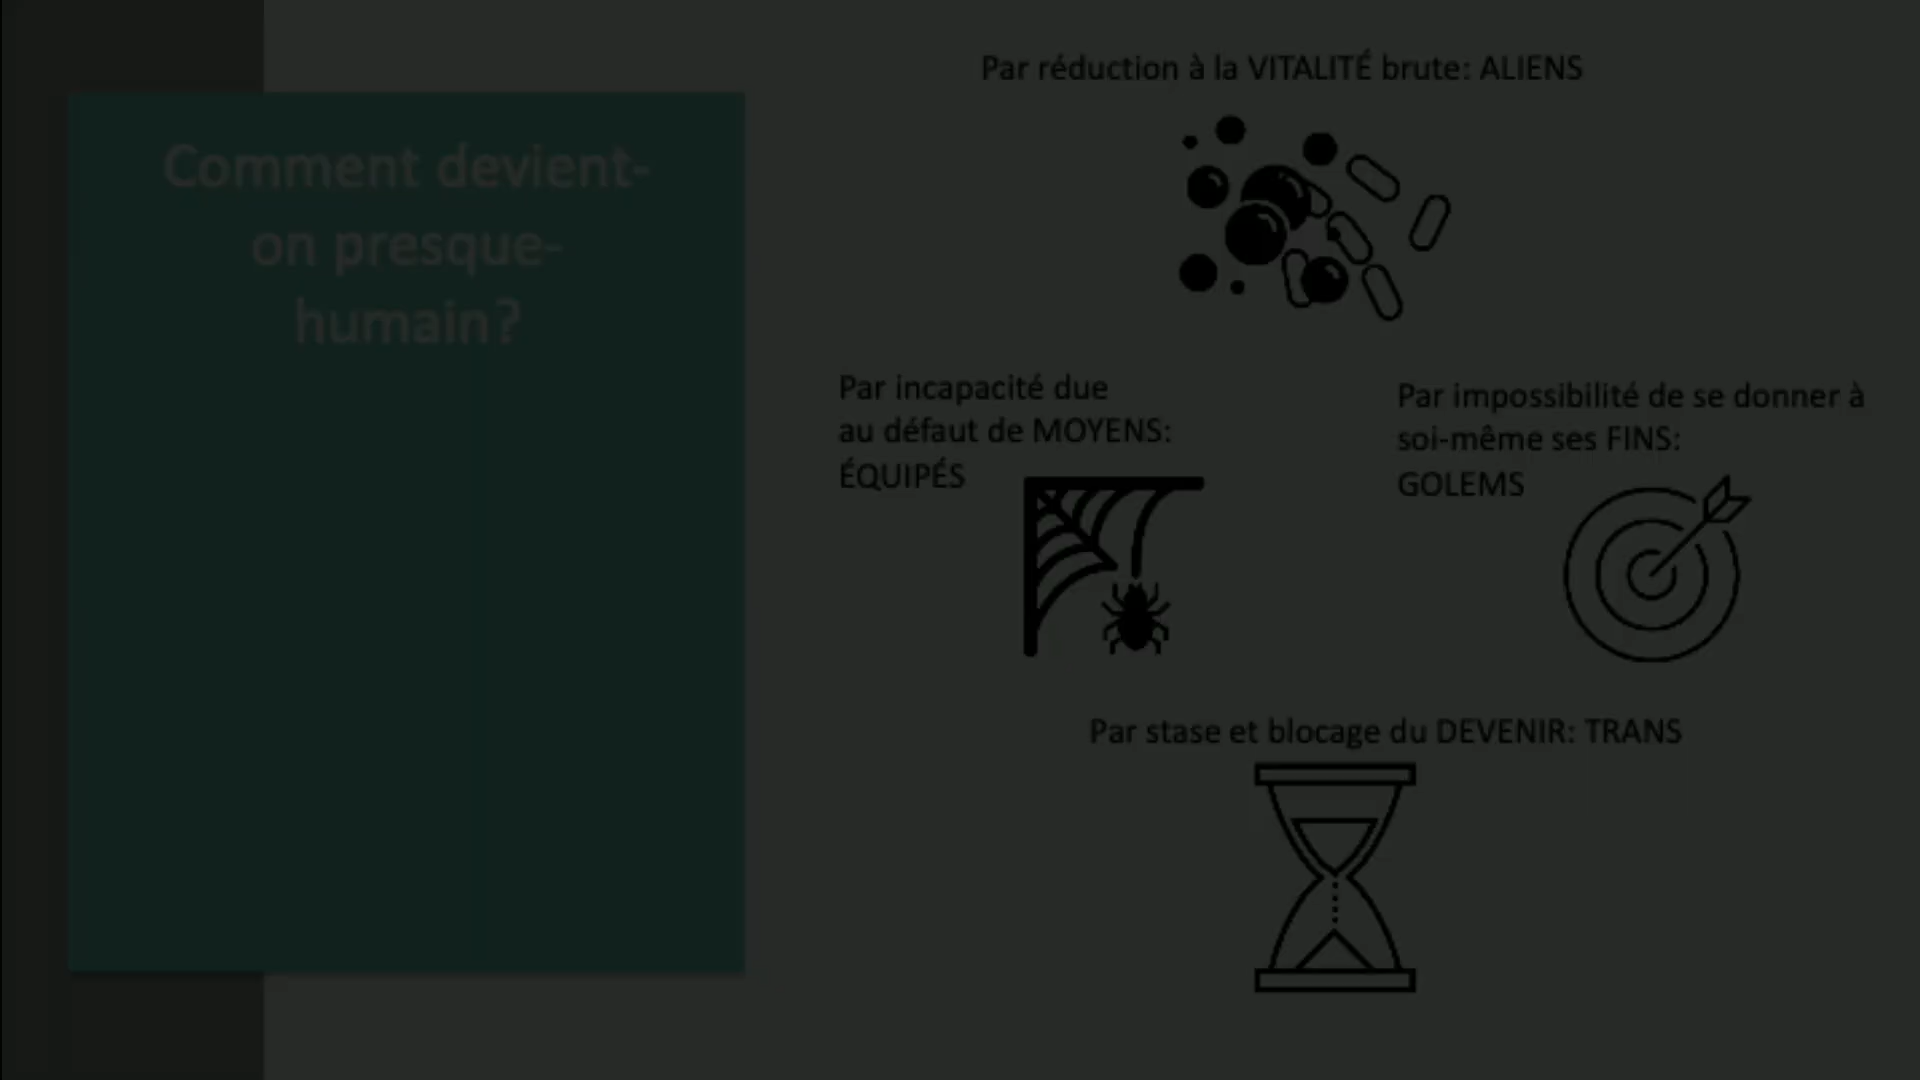 Comment devient-
on presque-
humain?
Par réduction à la VITALITÉ brute: ALIENS
Par incapacité due
au défaut de MOYENS:
ÉQUIPÉS
Par impossibilité de se donner à
soi-même ses FINS:
GOLEMS
Par stase et blocage du DEVENIR: TRANS